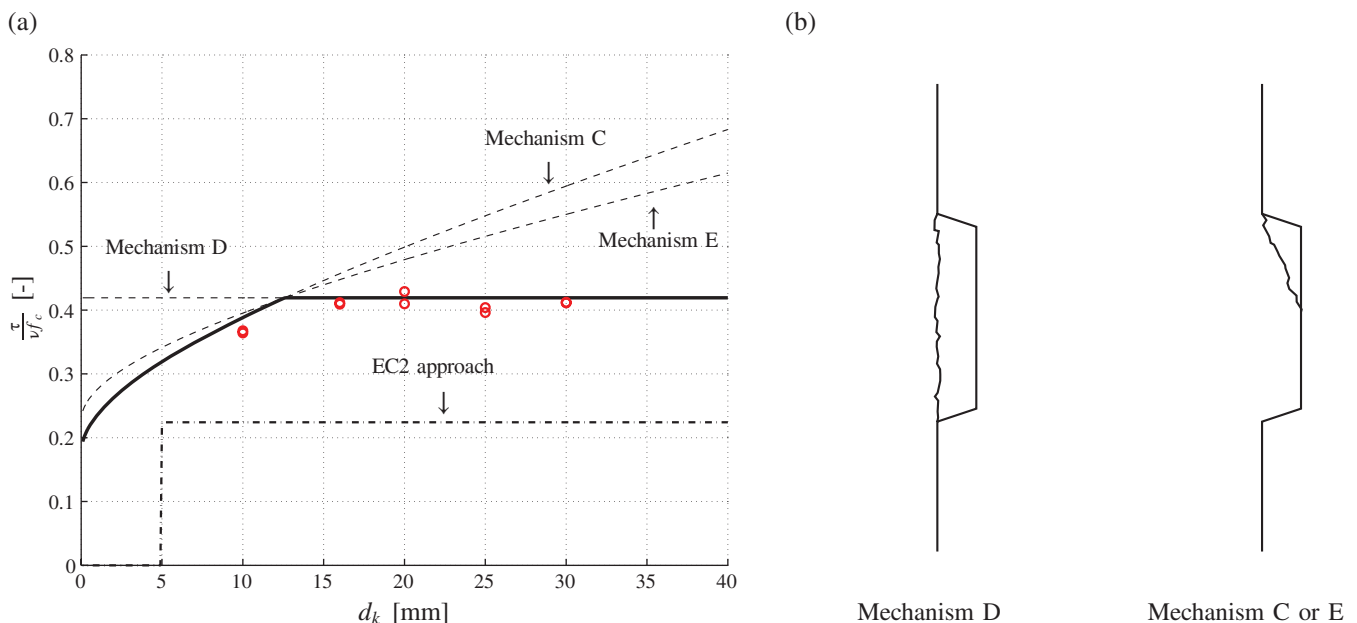 (a)
(b)
0.8
0.7
Mechanism C
0.6
Mechanism E
0.5
Mechanism D
τ/νf_c [-]
0.4
EC2 approach
0.3
0.2
0.1
0
0 5 10 15 20 25 30 35 40
d_k [mm]
Mechanism D
Mechanism C or E